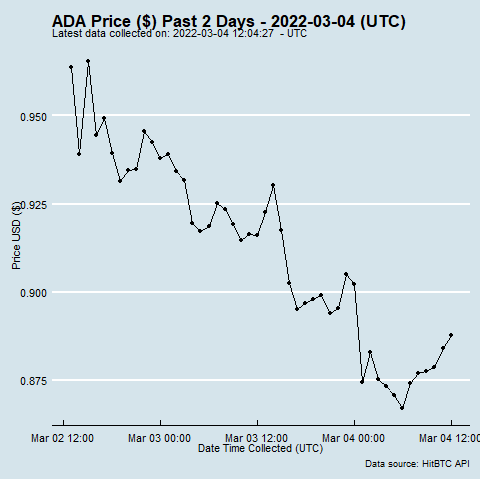 ADA Price ($) Past 2 Days - 2022-03-04 (UTC)
Latest data collected on: 2022-03-04 12:04:27  - UTC
Price USD ($)
0.950
0.925
0.900
0.875
Mar 02 12:00 Mar 03 00:00 Mar 03 12:00 Mar 04 00:00 Mar 04 12:00
Date Time Collected (UTC)
Data source: HitBTC API